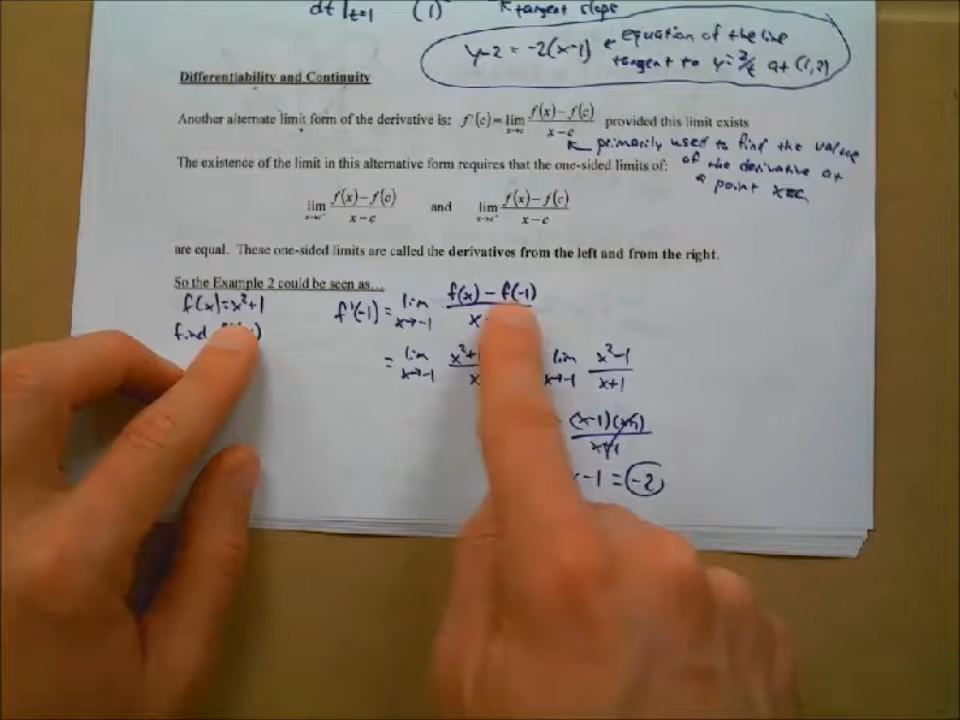 dt |t=1 (1) tangent slope
y-2 = -2(x-1) equation of the line
tangent to y=2/t at (1,2)
Differentiability and Continuity
Another alternate limit form of the derivative is: f'(c)=lim x→c (f(x)-f(c))/(x-c) provided this limit exists
primarily used to find the value
of the derivative at
a point x=c
The existence of the limit in this alternative form requires that the one-sided limits of:
lim (f(x)-f(c))/(x-c) and lim (f(x)-f(c))/(x-c)
are equal. These one-sided limits are called the derivatives from the left and from the right.
So the Example 2 could be seen as...
f(x)=x²+1 f'(-1) = lim x→-1 (f(x) - f(-1))/x
find
= lim x→-1 x²+ lim x→-1 (x²-1)/(x+1)
(x-1)(x+1)/(x+1)
x-1 = -2